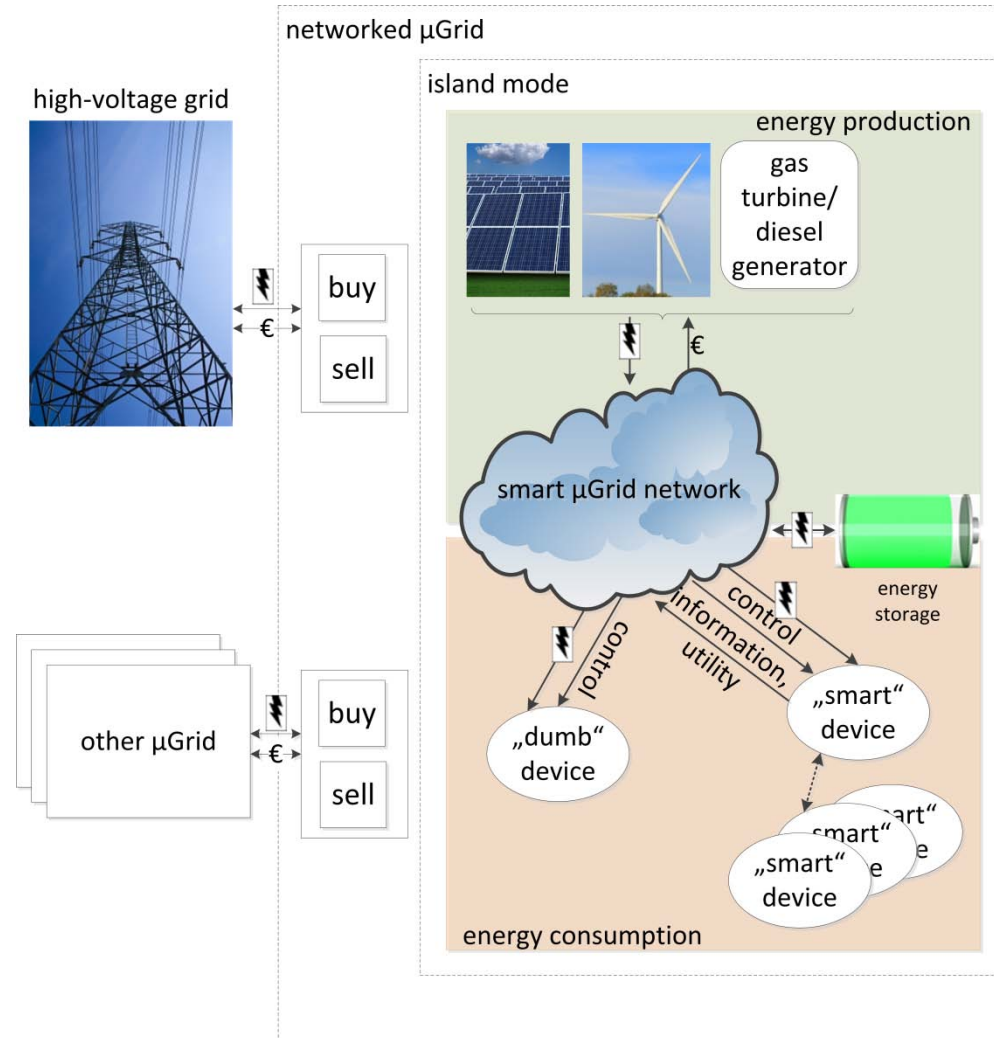 networked µGrid
island mode
high-voltage grid
energy production
gas
turbine/
diesel
generator
buy
€
sell
€
smart µGrid network
energy
storage
control
information,
utility
control
„smart“
device
other µGrid
buy
€
sell
„dumb“
device
„smart“
device
smart“
e
art“
e
energy consumption